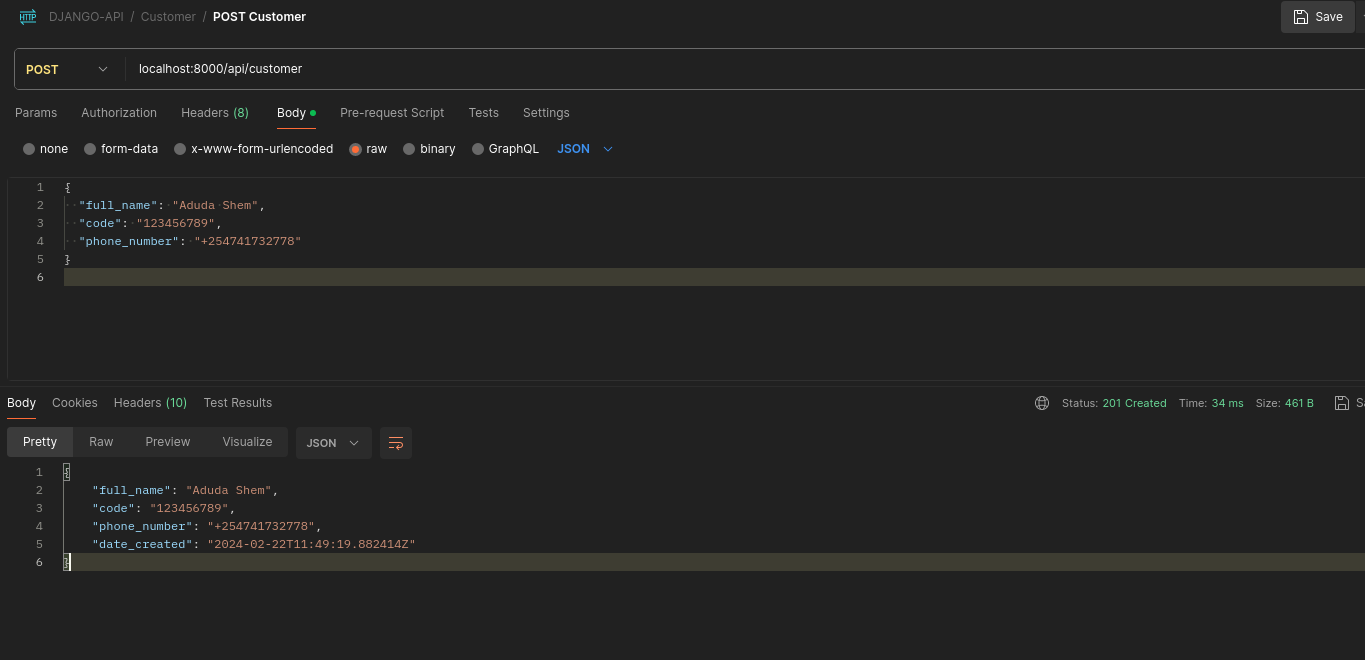 HTTP DJANGO-API / Customer / POST Customer Save
POST localhost:8000/api/customer
Params Authorization Headers (8) Body Pre-request Script Tests Settings
none form-data x-www-form-urlencoded raw binary GraphQL JSON
1 {
2 "full_name": "Aduda Shem",
3 "code": "123456789",
4 "phone_number": "+254741732778"
5 }
6
Body Cookies Headers (10) Test Results Status: 201 Created Time: 34 ms Size: 461 B
Pretty Raw Preview Visualize JSON
1 {
2 "full_name": "Aduda Shem",
3 "code": "123456789",
4 "phone_number": "+254741732778",
5 "date_created": "2024-02-22T11:49:19.882414Z"
6 }